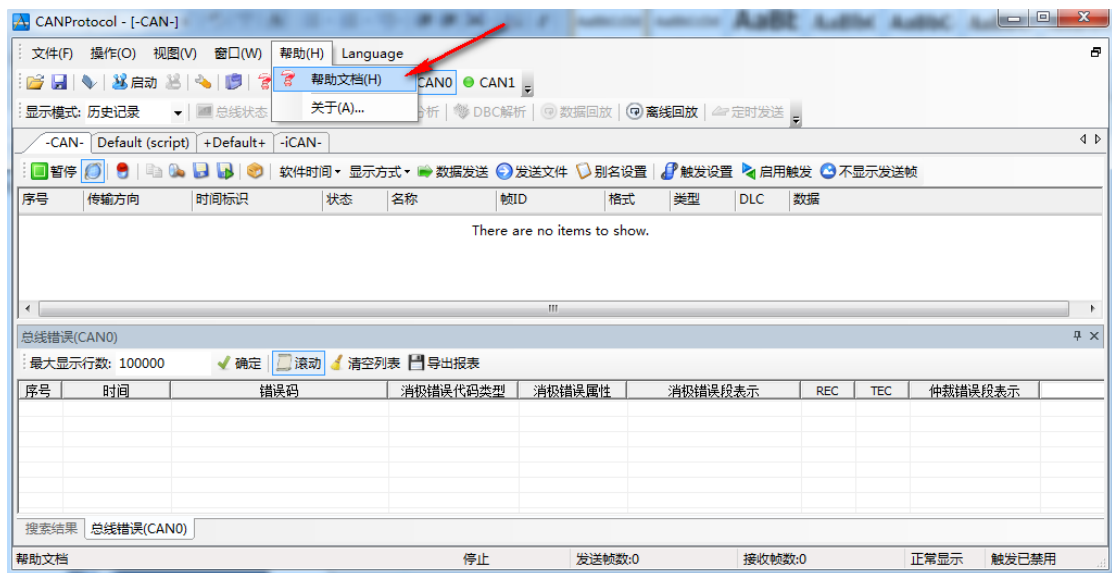 CANProtocol - [-CAN-]
文件(F) 操作(O) 视图(V) 窗口(W) 帮助(H) Language
启动 帮助文档(H) CAN0 CAN1
显示模式: 历史记录 总线状态 关于(A)... 分析 DBC解析 数据回放 离线回放 定时发送
-CAN- Default (script) +Default+ -iCAN-
暂停 软件时间 显示方式 数据发送 发送文件 别名设置 触发设置 启用触发 不显示发送帧
序号 传输方向 时间标识 状态 名称 帧ID 格式 类型 DLC 数据
There are no items to show.
总线错误(CAN0)
最大显示行数: 100000 确定 滚动 清空列表 导出报表
序号 时间 错误码 消极错误代码类型 消极错误属性 消极错误段表示 REC TEC 仲裁错误段表示
搜索结果 总线错误(CAN0)
帮助文档 停止 发送帧数:0 接收帧数:0 正常显示 触发已禁用